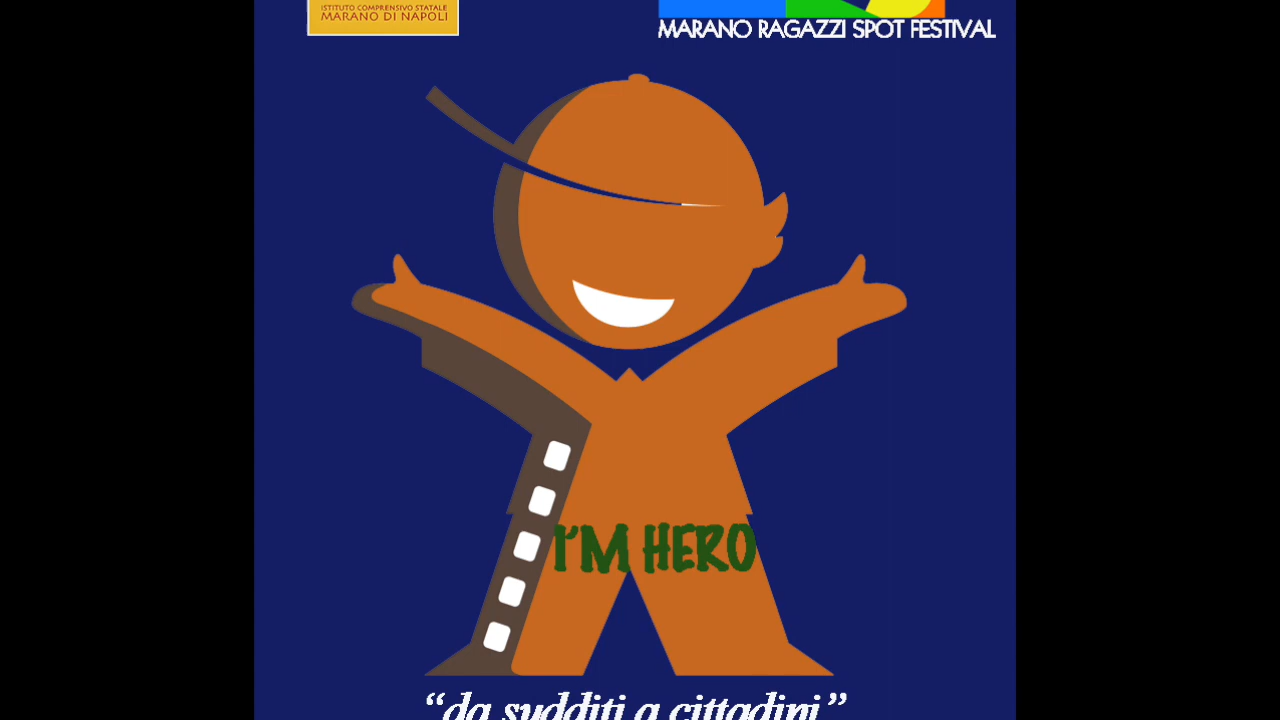 ISTITUTO COMPRENSIVO STATALE
MARANO DI NAPOLI
MARANO RAGAZZI SPOT FESTIVAL
I'M HERO
“da sudditi a cittadini”